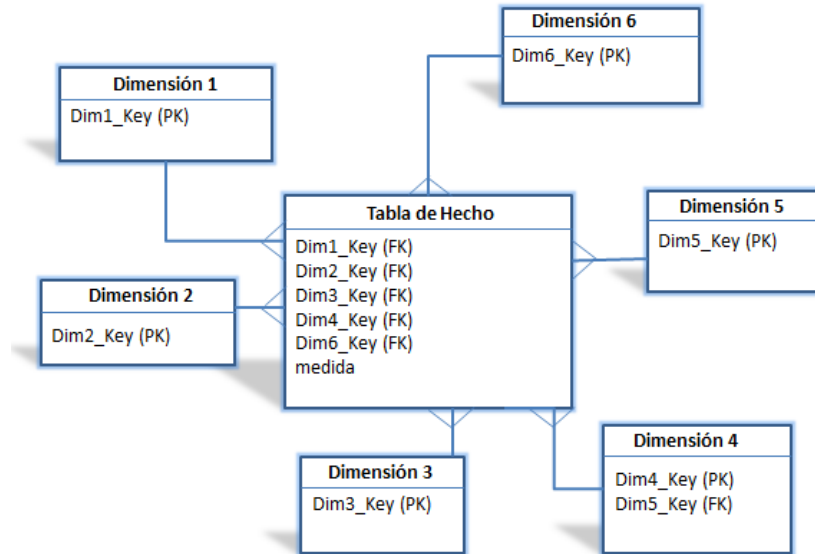 Dimensión 6
Dim6_Key (PK)
Dimensión 1
Dim1_Key (PK)
Tabla de Hecho
Dim1_Key (FK)
Dim2_Key (FK)
Dim3_Key (FK)
Dim4_Key (FK)
Dim6_Key (FK)
medida
Dimensión 5
Dim5_Key (PK)
Dimensión 2
Dim2_Key (PK)
Dimensión 3
Dim3_Key (PK)
Dimensión 4
Dim4_Key (PK)
Dim5_Key (FK)